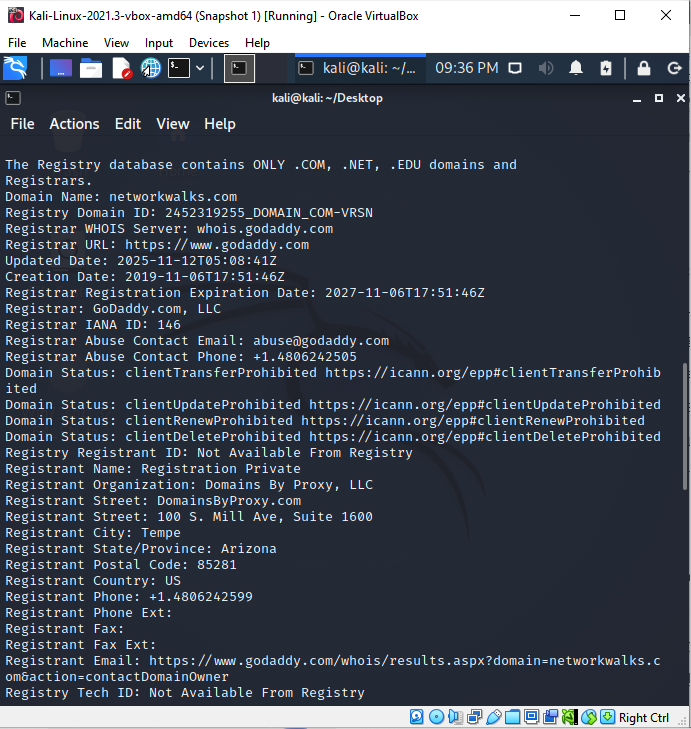 Kali-Linux-2021.3-vbox-amd64 (Snapshot 1) [Running] - Oracle VirtualBox
File Machine View Input Devices Help
kali@kali: ~/... 09:36 PM
kali@kali: ~/Desktop
File Actions Edit View Help
The Registry database contains ONLY .COM, .NET, .EDU domains and
Registrars.
Domain Name: networkwalks.com
Registry Domain ID: 2452319255_DOMAIN_COM-VRSN
Registrar WHOIS Server: whois.godaddy.com
Registrar URL: https://www.godaddy.com
Updated Date: 2025-11-12T05:08:41Z
Creation Date: 2019-11-06T17:51:46Z
Registrar Registration Expiration Date: 2027-11-06T17:51:46Z
Registrar: GoDaddy.com, LLC
Registrar IANA ID: 146
Registrar Abuse Contact Email: abuse@godaddy.com
Registrar Abuse Contact Phone: +1.4806242505
Domain Status: clientTransferProhibited https://icann.org/epp#clientTransferProhib
ited
Domain Status: clientUpdateProhibited https://icann.org/epp#clientUpdateProhibited
Domain Status: clientRenewProhibited https://icann.org/epp#clientRenewProhibited
Domain Status: clientDeleteProhibited https://icann.org/epp#clientDeleteProhibited
Registry Registrant ID: Not Available From Registry
Registrant Name: Registration Private
Registrant Organization: Domains By Proxy, LLC
Registrant Street: DomainsByProxy.com
Registrant Street: 100 S. Mill Ave, Suite 1600
Registrant City: Tempe
Registrant State/Province: Arizona
Registrant Postal Code: 85281
Registrant Country: US
Registrant Phone: +1.4806242599
Registrant Phone Ext:
Registrant Fax:
Registrant Fax Ext:
Registrant Email: https://www.godaddy.com/whois/results.aspx?domain=networkwalks.c
om&action=contactDomainOwner
Registry Tech ID: Not Available From Registry
Right Ctrl